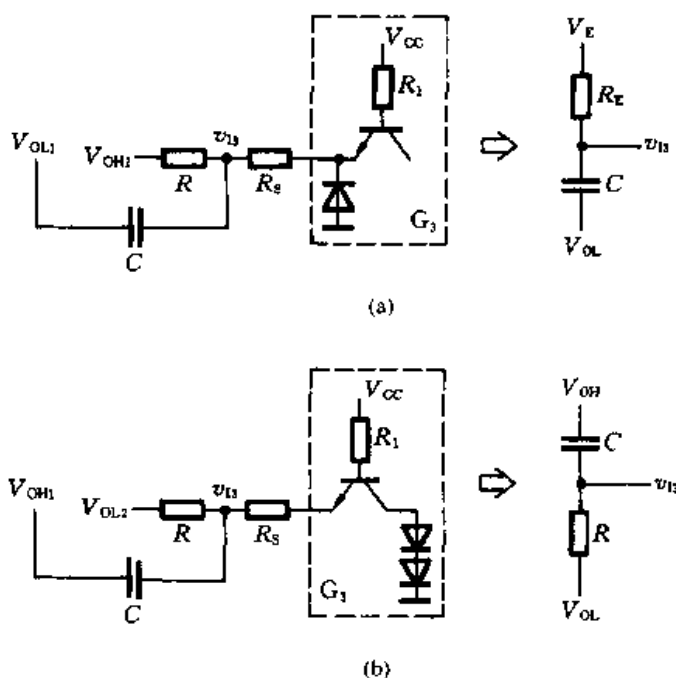 V_CC
V_E
R_1
R_E
V_OL1
V_OH1
v_I3
v_I3
R
R_S
C
C
G_3
V_OL
(a)
V_CC
V_OH
R_1
C
V_OH1
V_OL2
v_I3
v_I3
R
R_S
R
C
G_3
V_OL
(b)